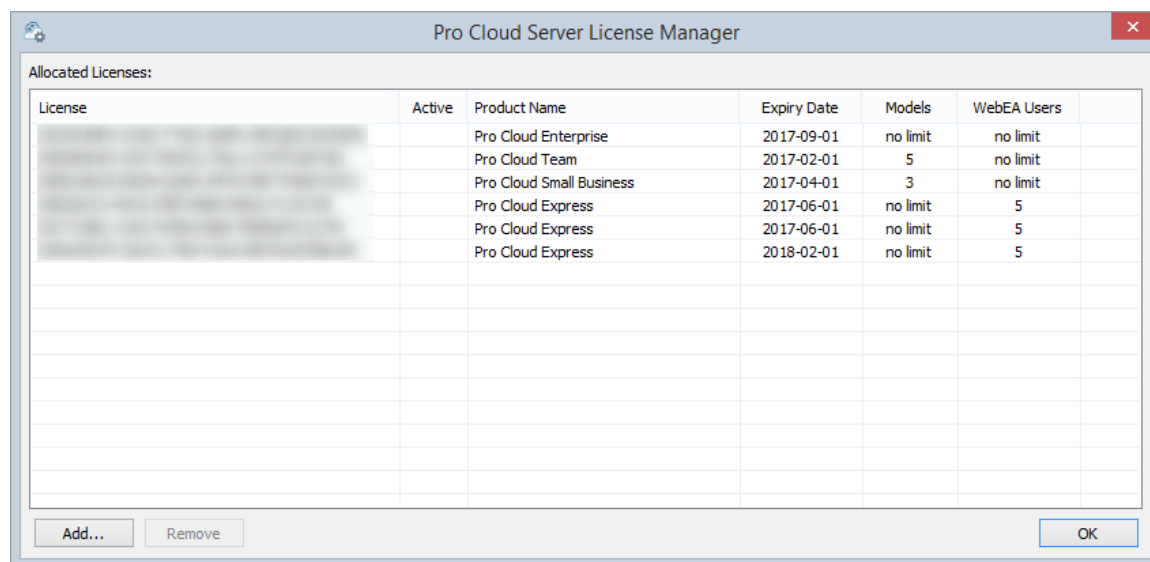 Pro Cloud Server License Manager
Allocated Licenses:
License Active Product Name Expiry Date Models WebEA Users
Pro Cloud Enterprise 2017-09-01 no limit no limit
Pro Cloud Team 2017-02-01 5 no limit
Pro Cloud Small Business 2017-04-01 3 no limit
Pro Cloud Express 2017-06-01 no limit 5
Pro Cloud Express 2017-06-01 no limit 5
Pro Cloud Express 2018-02-01 no limit 5
Add... Remove OK